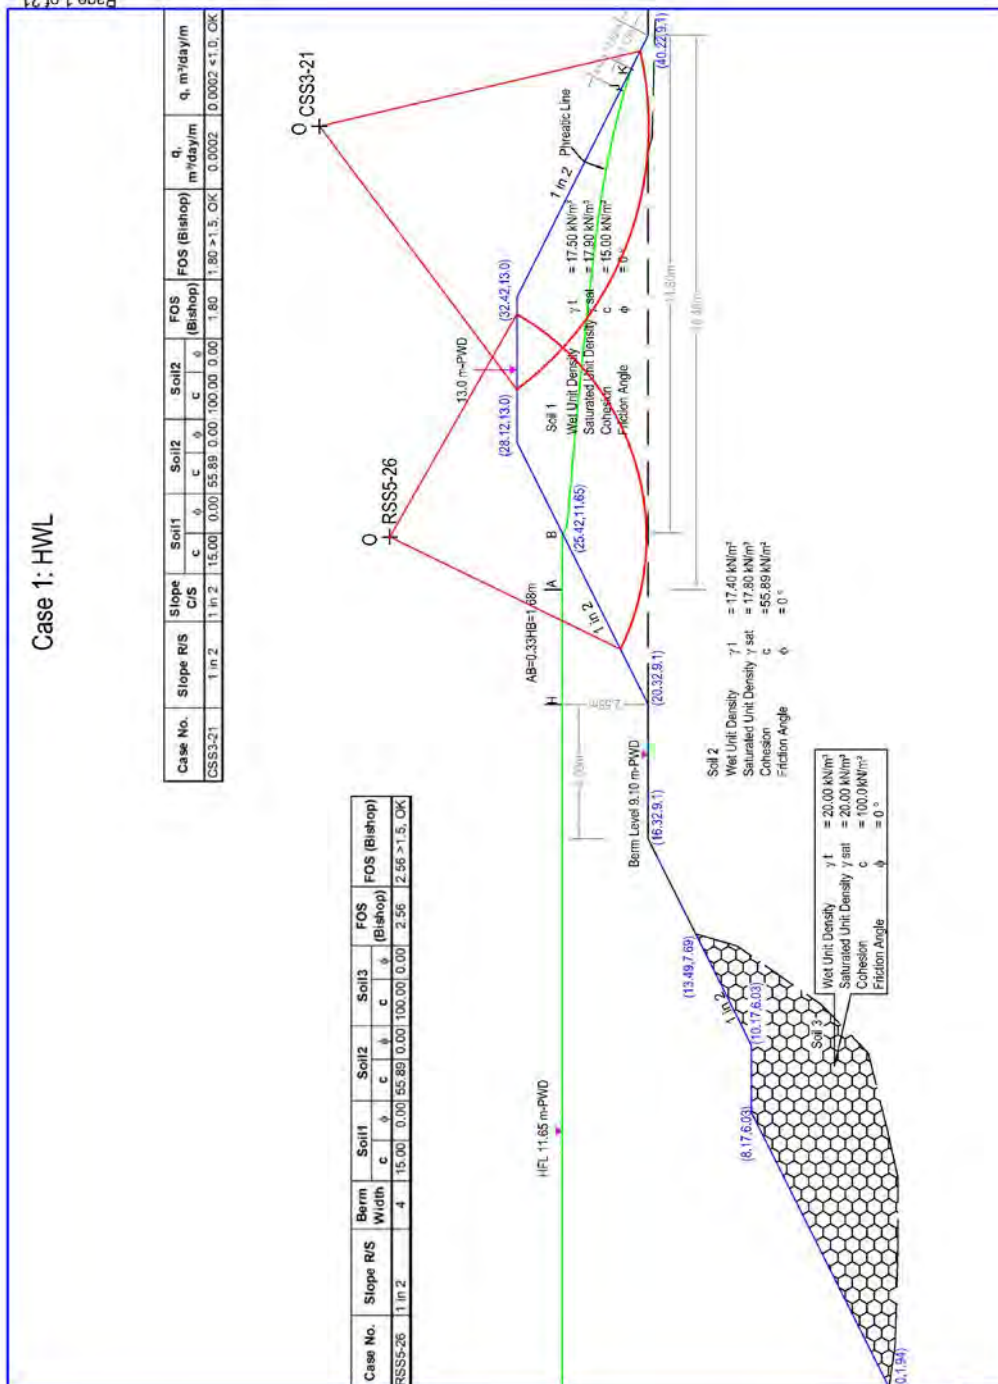 Page 1 of 21
Case 1: HWL
Case No. Slope R/S Slope C/S Soil1 Soil2 Soil2 FOS (Bishop) FOS (Bishop) q, m³/day/m q, m³/day/m
c ϕ c ϕ c ϕ
CSS3-21 1 in 2 1 in 2 15.00 0.00 55.89 0.00 100.00 0.00 1.80 1.80 >1.5, OK 0.0002 0.0002 <1.0, OK
O CSS3-21
Case No. Slope R/S Berm Width Soil1 Soil2 Soil3 FOS (Bishop) FOS (Bishop)
c ϕ c ϕ c ϕ
RSS5-26 1 in 2 4 15.00 0.00 55.89 0.00 100.00 0.00 2.56 2.56 >1.5, OK
O RSS5-26
13.0 m-PWD
(28.12,13.0)
(32.42,13.0)
1 in 2
Phreatic Line
J K
(40.22,9.1)
HFL 11.65 m-PWD
H A B
AB=0.33HB=1.68m
(25.42,11.65)
1 in 2
Soil 1
Wet Unit Density γ t = 17.50 kN/m³
Saturated Unit Density γ sat = 17.90 kN/m³
Cohesion c = 15.00 kN/m²
Friction Angle ϕ = 0 °
(20.32,9.1)
Berm Level 9.10 m-PWD
(16.32,9.1)
Soil 2
Wet Unit Density γ t = 17.40 kN/m³
Saturated Unit Density γ sat = 17.80 kN/m³
Cohesion c =55.89 kN/m²
Friction Angle ϕ = 0 °
(13.49,7.69)
1 in 2
(10.17,6.03)
(8.17,6.03)
Soil 3
Wet Unit Density γ t = 20.00 kN/m³
Saturated Unit Density γ sat = 20.00 kN/m³
Cohesion c = 100.0kN/m²
Friction Angle ϕ = 0 °
0,1.94)